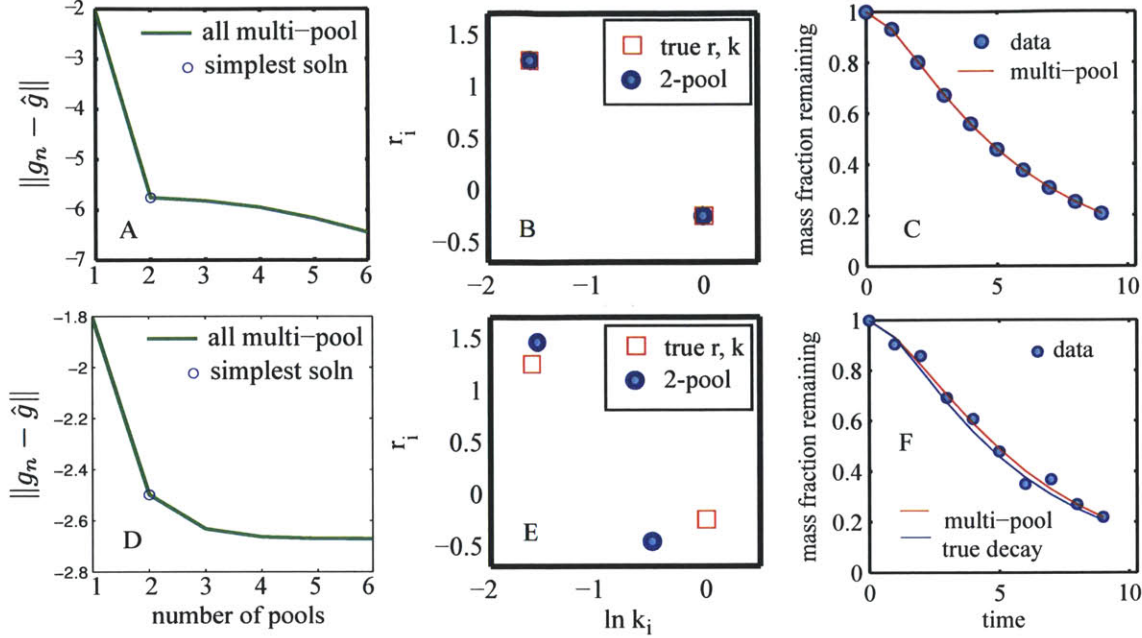 −2
−3
−4
−5
−6
−7
||g_n − ĝ||
all multi−pool
simplest soln
A
1 2 3 4 5 6
1.5
1
0.5
0
−0.5
r_i
true r, k
2-pool
B
−2 −1 0
1
0.8
0.6
0.4
0.2
0
mass fraction remaining
data
multi−pool
C
0 5 10
-1.8
-2
-2.2
-2.4
-2.6
-2.8
||g_n − ĝ||
all multi−pool
simplest soln
D
1 2 3 4 5 6
number of pools
1.5
1
0.5
0
−0.5
r_i
true r, k
2-pool
E
−2 −1 0
ln k_i
1
0.8
0.6
0.4
0.2
0
mass fraction remaining
data
F
multi−pool
true decay
0 5 10
time